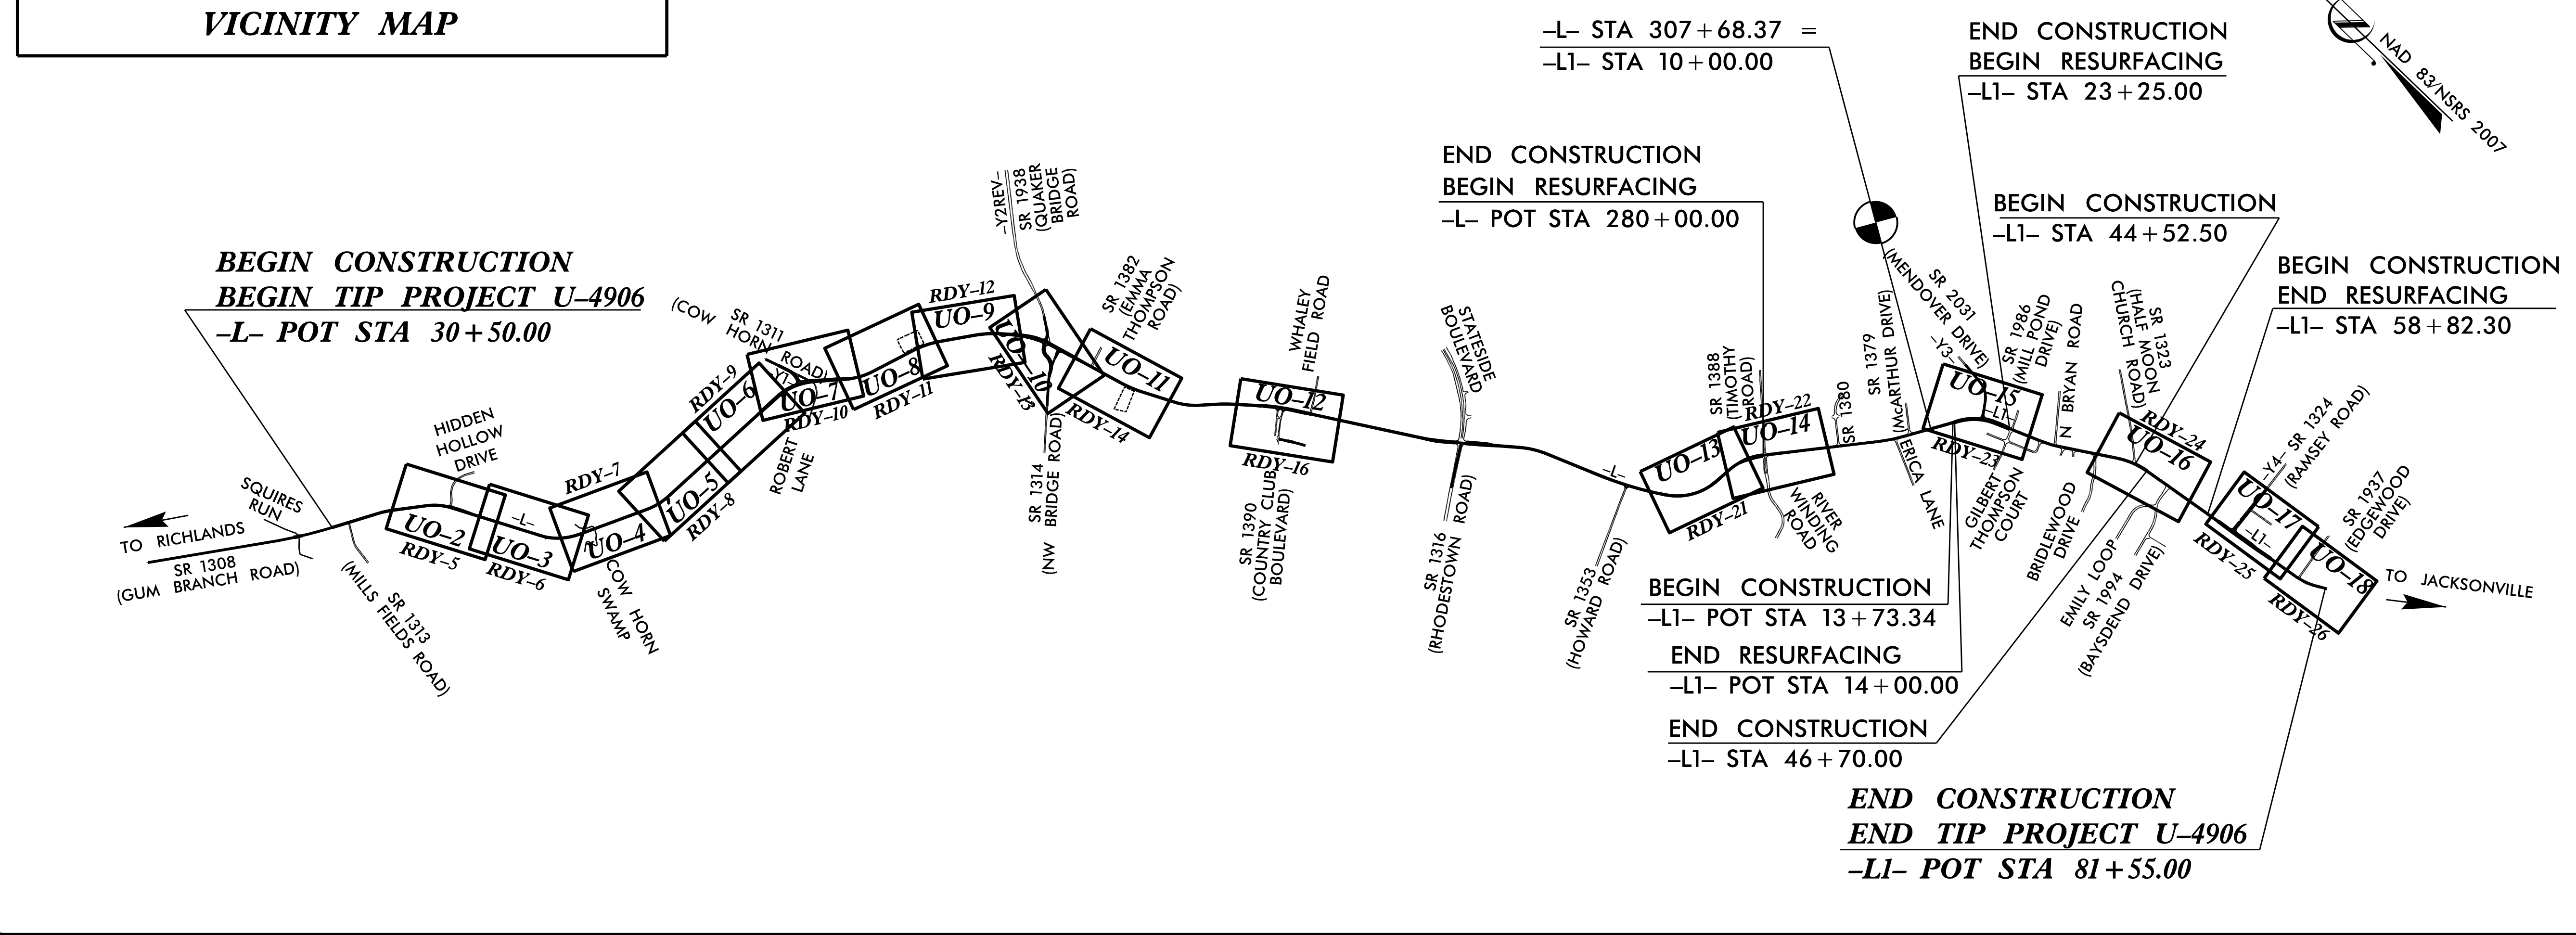 VICINITY MAP
–L– STA 307+68.37 =
–L1– STA 10+00.00
END CONSTRUCTION
BEGIN RESURFACING
–L1– STA 23+25.00
NAD 83/NSRS 2007
END CONSTRUCTION
BEGIN RESURFACING
–L– POT STA 280+00.00
BEGIN CONSTRUCTION
–L1– STA 44+52.50
BEGIN CONSTRUCTION
END RESURFACING
–L1– STA 58+82.30
BEGIN CONSTRUCTION
BEGIN TIP PROJECT U–4906
–L– POT STA 30+50.00
TO RICHLANDS
SR 1308
(GUM BRANCH ROAD)
SQUIRES
RUN
SR 1313
(MILLS FIELDS ROAD)
HIDDEN
HOLLOW
DRIVE
UO–2
RDY–5
–L–
UO–3
RDY–6
RDY–7
UO–4
COW HORN
SWAMP
UO–5
RDY–8
RDY–9
UO–6
SR 1311
(COW HORN ROAD)
–Y1–
UO–7
RDY–10
ROBERT
LANE
UO–8
RDY–11
RDY–12
UO–9
–Y2REV–
SR 1938
(QUAKER
BRIDGE
ROAD)
UO–10
RDY–13
SR 1314
(NW BRIDGE ROAD)
SR 1382
(EMMA
THOMPSON
ROAD)
UO–11
RDY–14
WHALEY
FIELD ROAD
UO–12
RDY–16
SR 1390
(COUNTRY CLUB
BOULEVARD)
STATESIDE
BOULEVARD
SR 1316
(RHODESTOWN ROAD)
–L–
SR 1353
(HOWARD ROAD)
UO–13
RDY–21
SR 1388
(TIMOTHY
ROAD)
RDY–22
UO–14
RIVER
WINDING
ROAD
SR 1380
SR 1379
(McARTHUR DRIVE)
ERICA LANE
SR 2031
(MENDOVER DRIVE)
–Y3–
UO–15
–L1–
RDY–23
SR 1986
(MILL POND
DRIVE)
GILBERT
THOMPSON
COURT
N BRYAN ROAD
BRIDLEWOOD
DRIVE
SR 1323
(HALF MOON
CHURCH ROAD)
RDY–24
UO–16
EMILY LOOP
SR 1994
(BAYSDEND DRIVE)
–Y4– SR 1324
(RAMSEY ROAD)
UO–17
–L1–
RDY–25
SR 1937
(EDGEWOOD
DRIVE)
UO–18
RDY–26
TO JACKSONVILLE
BEGIN CONSTRUCTION
–L1– POT STA 13+73.34
END RESURFACING
–L1– POT STA 14+00.00
END CONSTRUCTION
–L1– STA 46+70.00
END CONSTRUCTION
END TIP PROJECT U–4906
–L1– POT STA 81+55.00